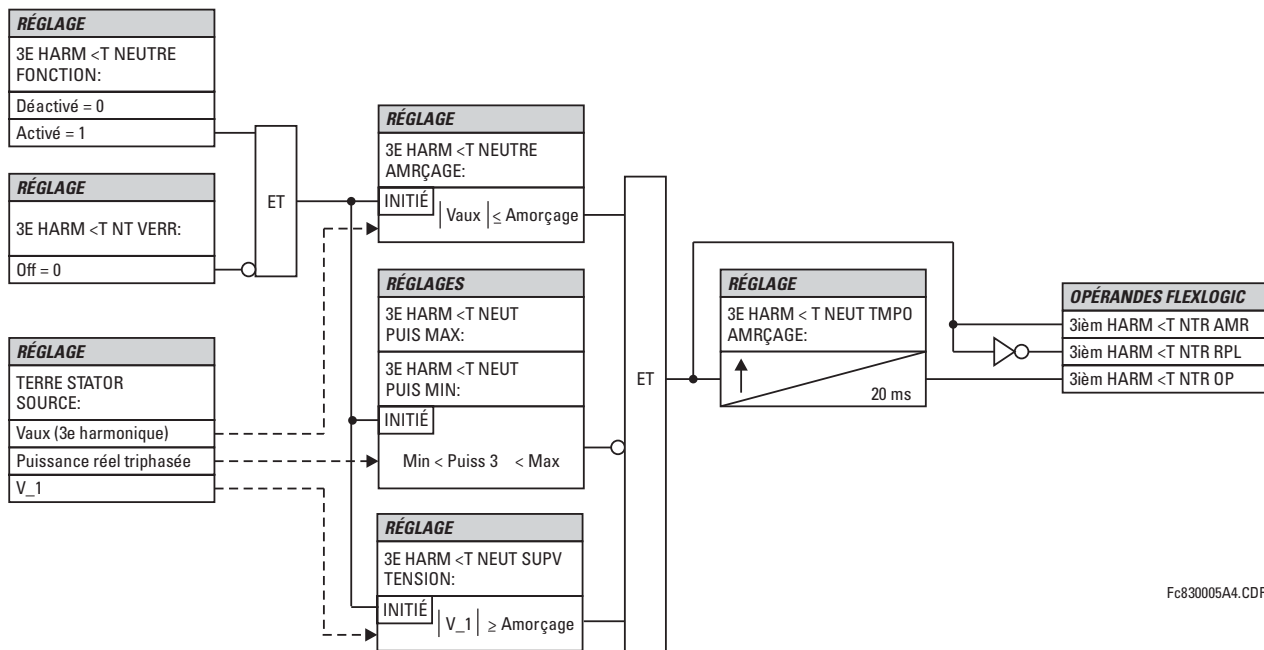 RÉGLAGE
3E HARM <T NEUTRE
FONCTION:
Déactivé = 0
Activé = 1
RÉGLAGE
3E HARM <T NT VERR:
Off = 0
RÉGLAGE
TERRE STATOR
SOURCE:
Vaux (3e harmonique)
Puissance réel triphasée
V_1
ET
RÉGLAGE
3E HARM <T NEUTRE
AMRÇAGE:
INITIÉ
| Vaux | ≤ Amorçage
RÉGLAGES
3E HARM <T NEUT
PUIS MAX:
3E HARM <T NEUT
PUIS MIN:
INITIÉ
Min < Puiss 3 < Max
RÉGLAGE
3E HARM <T NEUT SUPV
TENSION:
INITIÉ
| V_1 | ≥ Amorçage
ET
RÉGLAGE
3E HARM < T NEUT TMPO
AMRÇAGE:
20 ms
OPÉRANDES FLEXLOGIC
3ièm HARM <T NTR AMR
3ièm HARM <T NTR RPL
3ièm HARM <T NTR OP